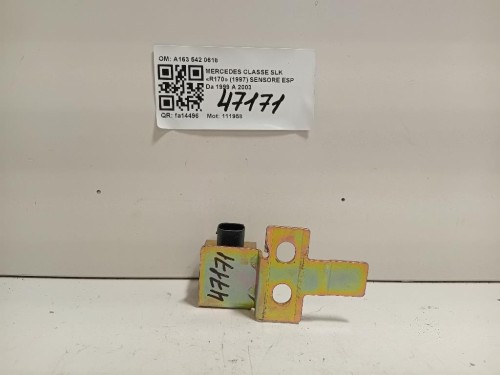 OM: A163 542 0618
MERCEDES CLASSE SLK
«R170» (1997) SENSORE ESP
Da 1999 A 2003
47171
QR: fa14496 Mot: 111958
47171